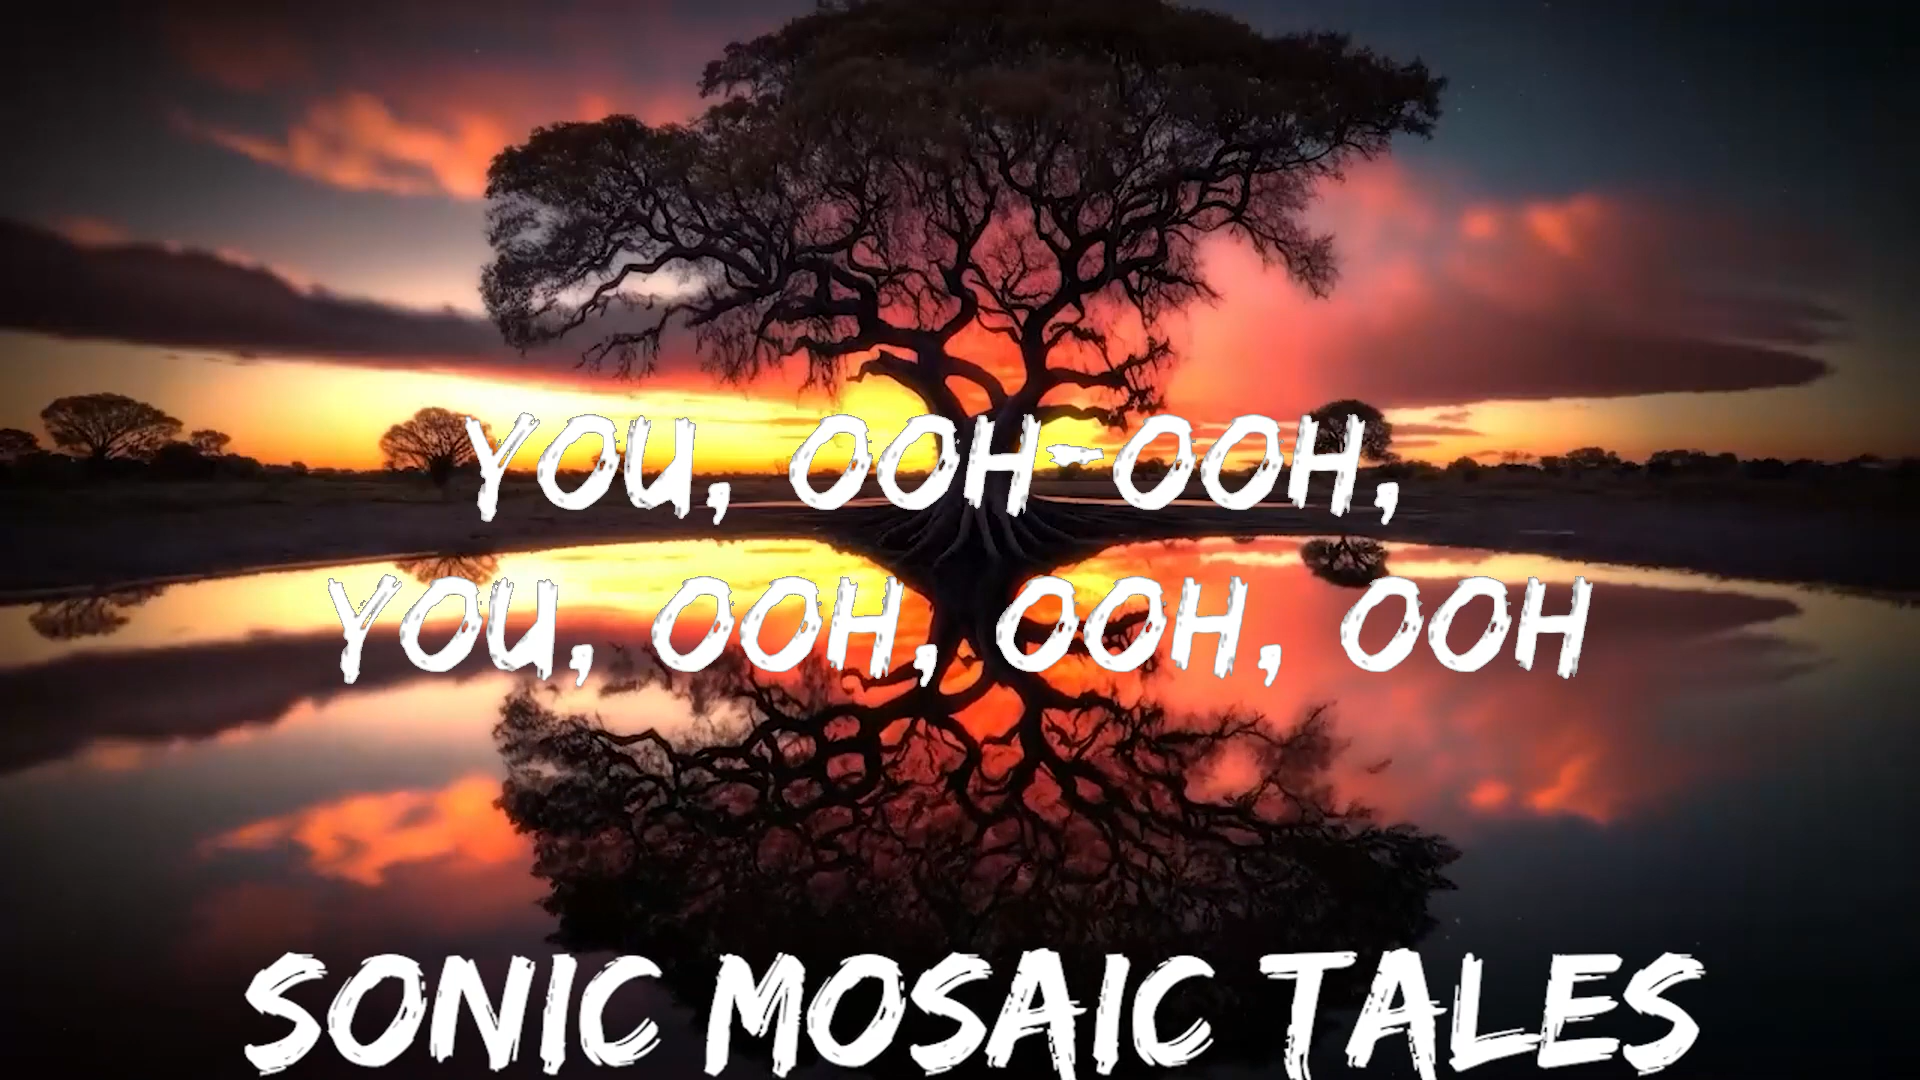 YOU, OOH-OOH,
YOU, OOH, OOH, OOH
SONIC MOSAIC TALES